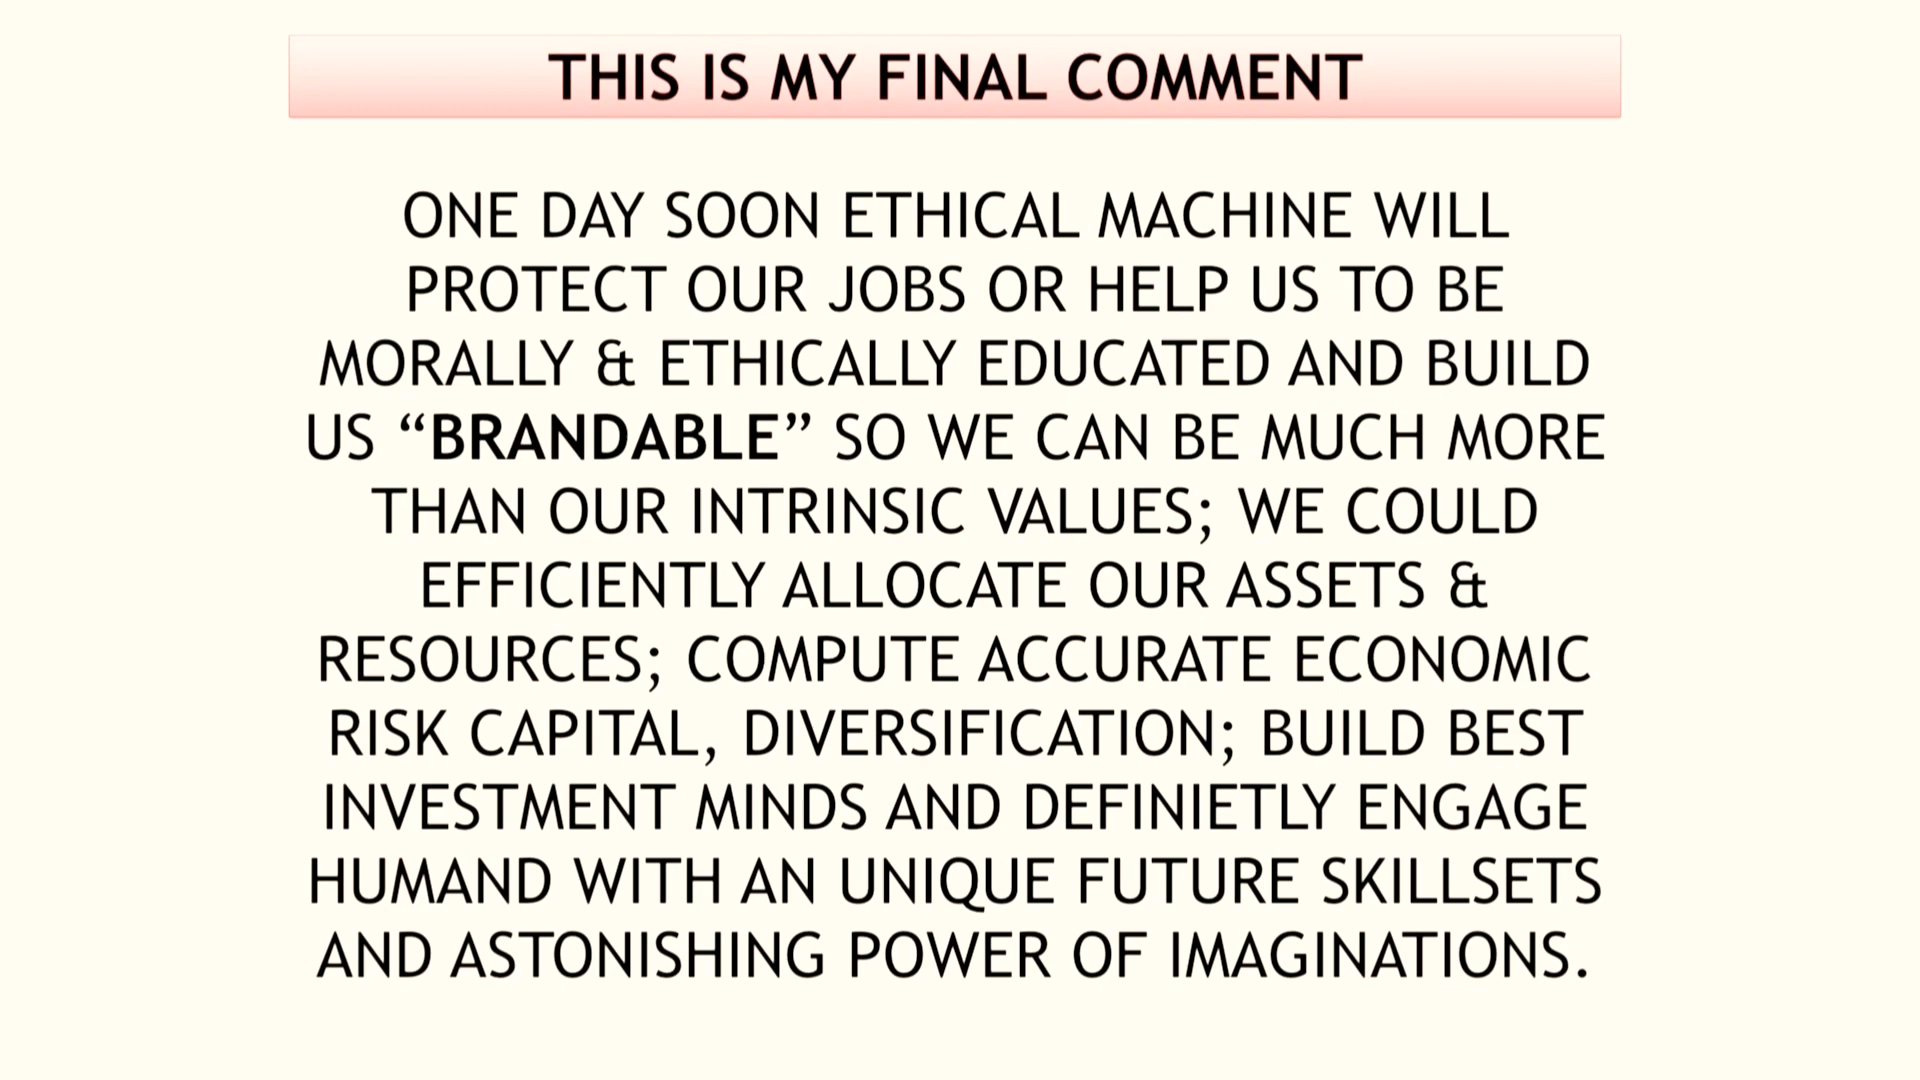 THIS IS MY FINAL COMMENT
ONE DAY SOON ETHICAL MACHINE WILL
PROTECT OUR JOBS OR HELP US TO BE
MORALLY & ETHICALLY EDUCATED AND BUILD
US “BRANDABLE” SO WE CAN BE MUCH MORE
THAN OUR INTRINSIC VALUES; WE COULD
EFFICIENTLY ALLOCATE OUR ASSETS &
RESOURCES; COMPUTE ACCURATE ECONOMIC
RISK CAPITAL, DIVERSIFICATION; BUILD BEST
INVESTMENT MINDS AND DEFINIETLY ENGAGE
HUMAND WITH AN UNIQUE FUTURE SKILLSETS
AND ASTONISHING POWER OF IMAGINATIONS.